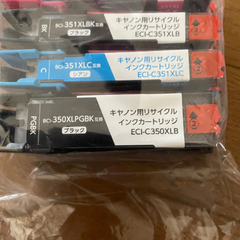 BK
BCI-351XLBK互換
ブラック
キヤノン用リサイクル
インクカートリッジ
ECI-C351XLB
C
BCI-351XLC互換
シアン
キヤノン用リサイクル
インクカートリッジ
ECI-C351XLC
PGBK
BCI-350XLPGBK互換
ブラック
キヤノン用リサイクル
インクカートリッジ
ECI-C350XLB